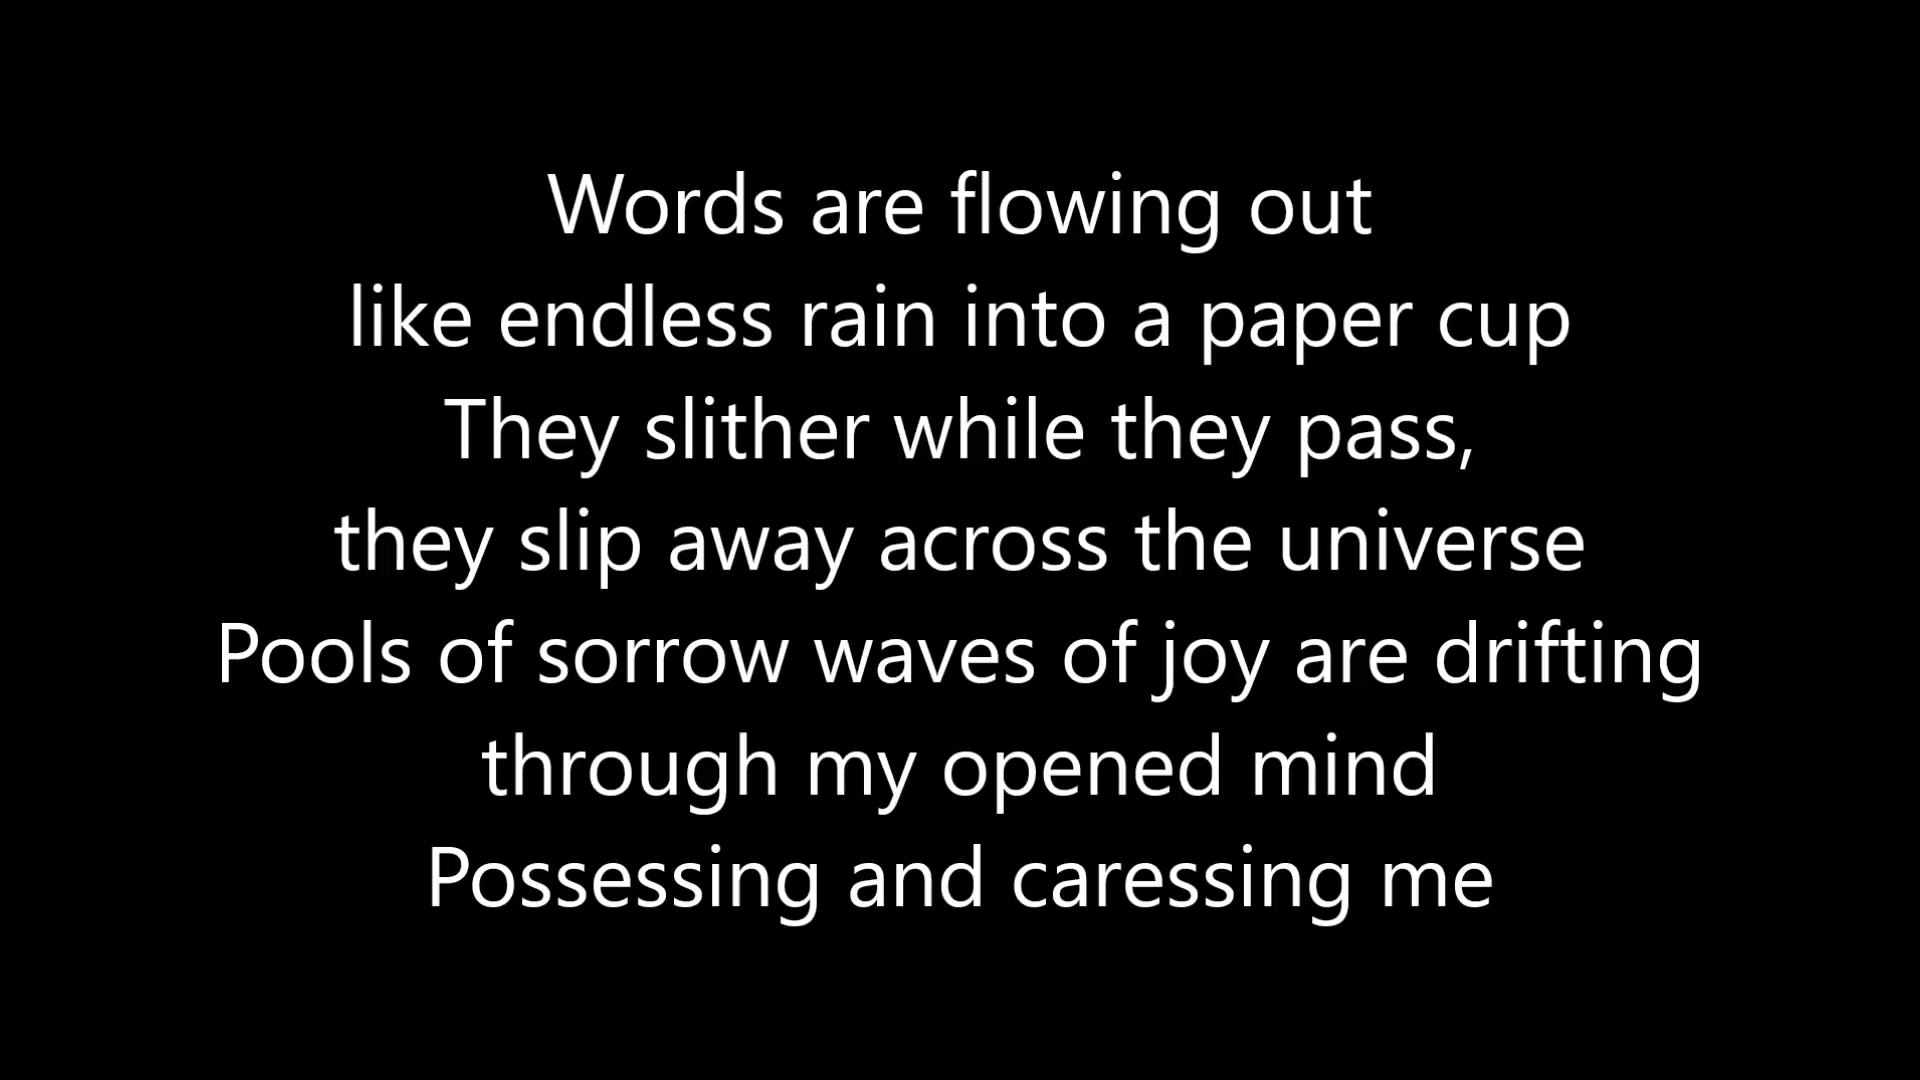 Words are flowing out
like endless rain into a paper cup
They slither while they pass,
they slip away across the universe
Pools of sorrow waves of joy are drifting
through my opened mind
Possessing and caressing me